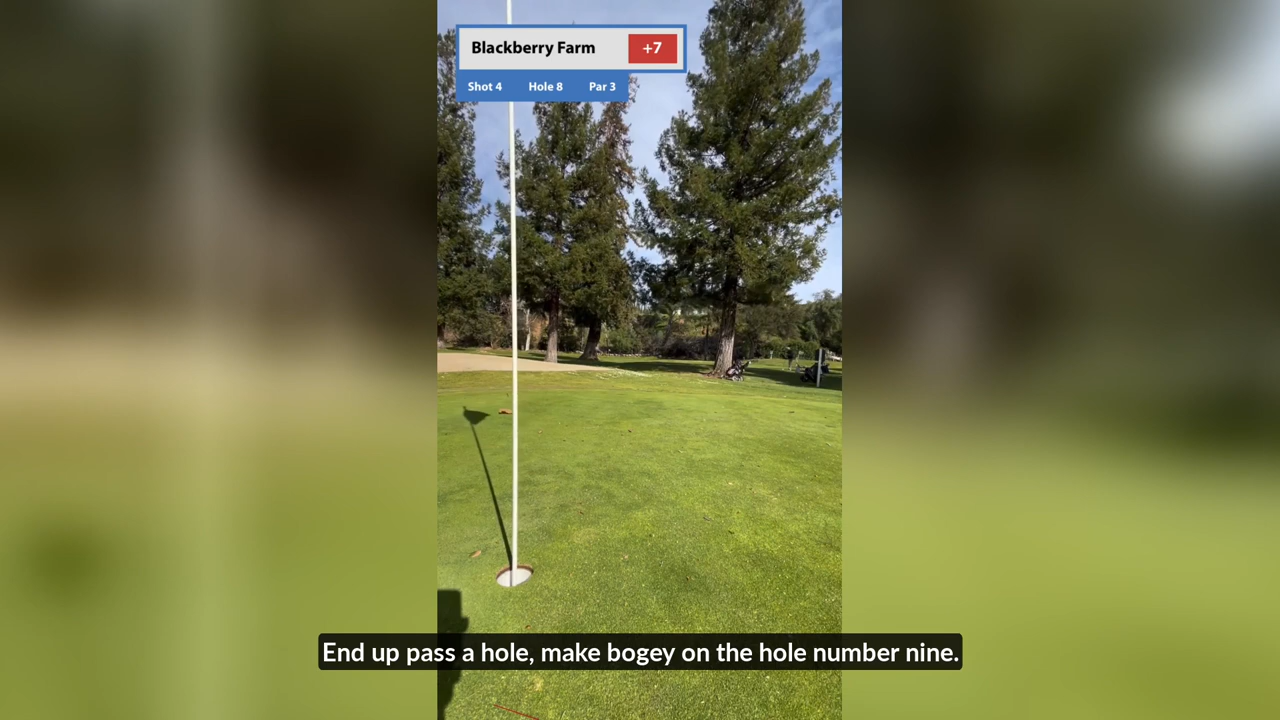 Blackberry Farm +7
Shot 4 Hole 8 Par 3
End up pass a hole, make bogey on the hole number nine.